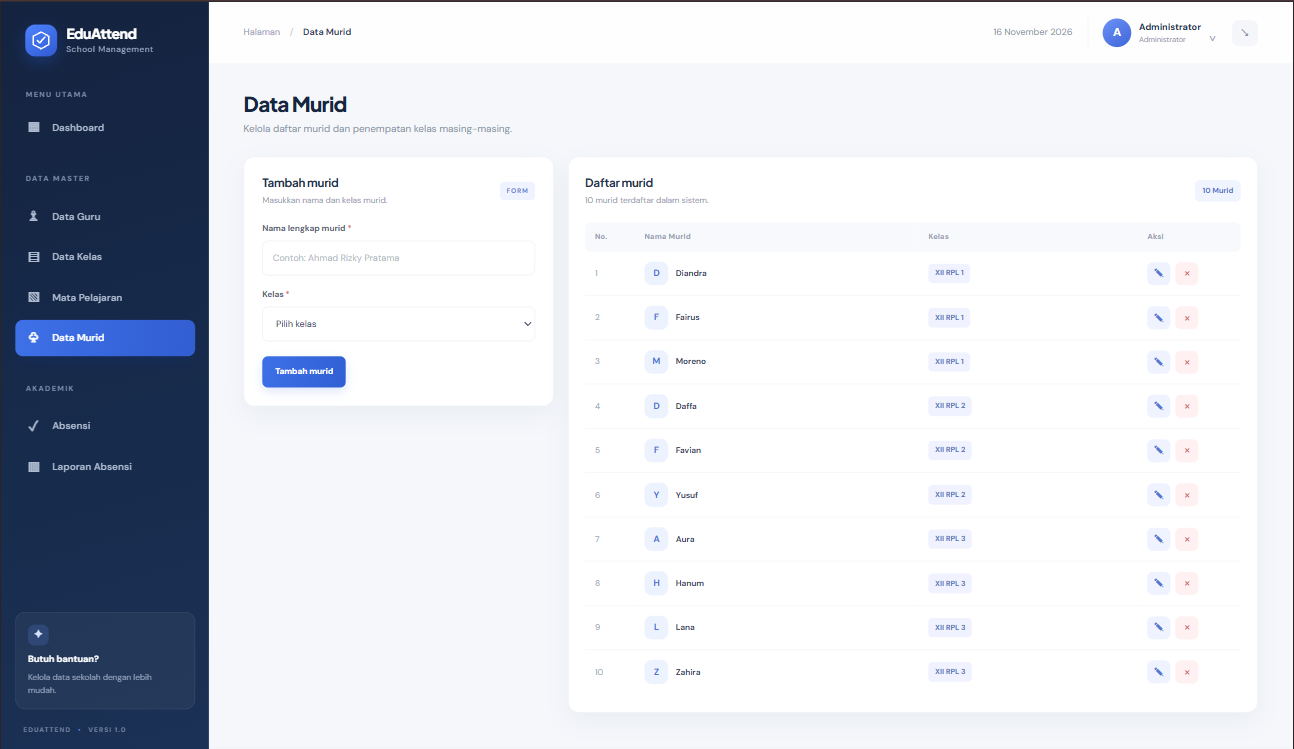 EduAttend
School Management
MENU UTAMA
Dashboard
DATA MASTER
Data Guru
Data Kelas
Mata Pelajaran
Data Murid
AKADEMIK
Absensi
Laporan Absensi
Butuh bantuan?
Kelola data sekolah dengan lebih
mudah.
EDUATTEND • VERSI 1.0
Halaman / Data Murid
16 November 2026
A
Administrator
Administrator
Data Murid
Kelola daftar murid dan penempatan kelas masing-masing.
Tambah murid
Masukkan nama dan kelas murid.
FORM
Nama lengkap murid *
Contoh: Ahmad Rizky Pratama
Kelas *
Pilih kelas
Tambah murid
Daftar murid
10 murid terdaftar dalam sistem.
10 Murid
No. Nama Murid Kelas Aksi
1 D Diandra XII RPL 1 ×
2 F Fairus XII RPL 1 ×
3 M Moreno XII RPL 1 ×
4 D Daffa XII RPL 2 ×
5 F Favian XII RPL 2 ×
6 Y Yusuf XII RPL 2 ×
7 A Aura XII RPL 3 ×
8 H Hanum XII RPL 3 ×
9 L Lana XII RPL 3 ×
10 Z Zahira XII RPL 3 ×